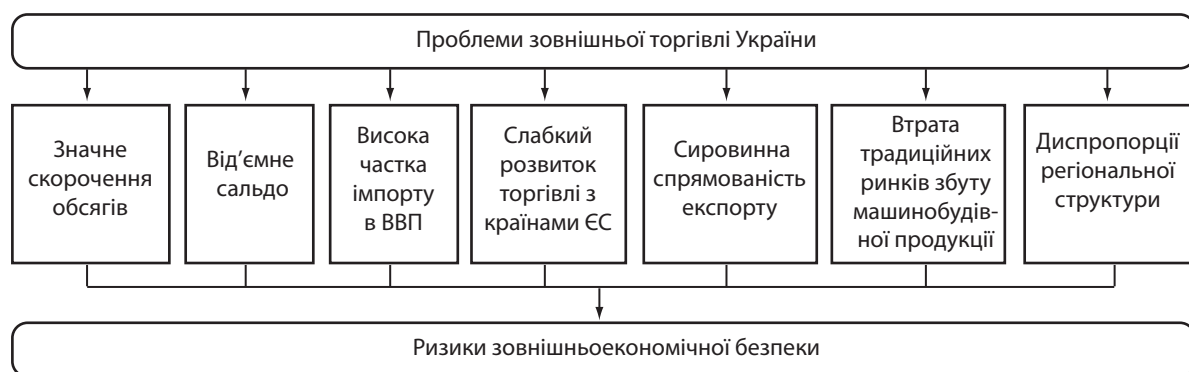 Проблеми зовнішньої торгівлі України
Значне
скорочення
обсягів
Від’ємне
сальдо
Висока
частка
імпорту
в ВВП
Слабкий
розвиток
торгівлі з
країнами ЄС
Сировинна
спрямованість
експорту
Втрата
традиційних
ринків збуту
машинобудів-
ної продукції
Диспропорції
регіональної
структури
Ризики зовнішньоекономічної безпеки